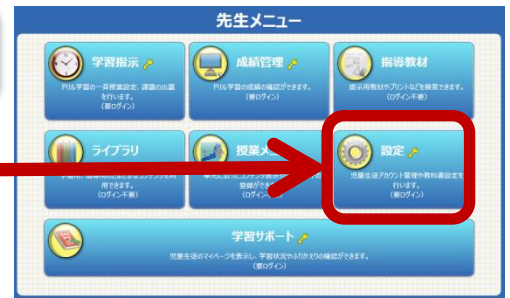 先生メニュー
学習指示
ドリル学習の一斉授業設定、課題の出題
を行います。
(要ログイン)
成績管理
ドリル学習の成績の確認ができます。
(要ログイン)
指導教材
提示用教材やプリントなどを検索できます。
(ログイン不要)
ライブラリ
用できます。
(ログイン不要)
授業メ
登録ができ
設定
児童生徒アカウント管理や教科書設定を
行います。
(要ログイン)
学習サポート
児童生徒のマイページを表示し、学習状況やふりかえりの確認ができます。
(要ログイン)